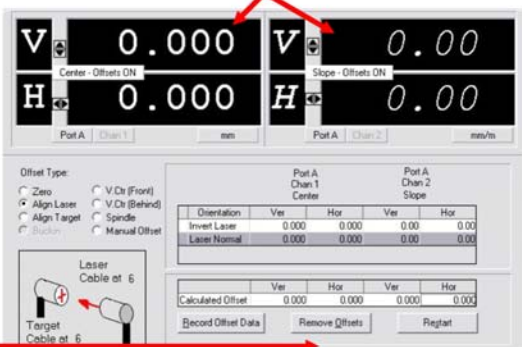 V 0.000 V 0.00
Center - Offsets ON Slope - Offsets ON
H 0.000 H 0.00
Port A Chan 1 mm Port A Chan 2 mm/m
Offset Type:
Zero V.Ctr (Front)
Align Laser V.Ctr (Behind)
Align Target Spindle
Buckin Manual Offset
Port A Port A
Chan 1 Chan 2
Center Slope
Orientation Ver Hor Ver Hor
Invert Laser 0.000 0.000 0.00 0.00
Laser Normal 0.000 0.000 0.00 0.00
Laser
Cable at 6
Target
Cable at 6
Ver Hor Ver Hor
Calculated Offset 0.000 0.000 0.000 0.000
Record Offset Data Remove Offsets Restart